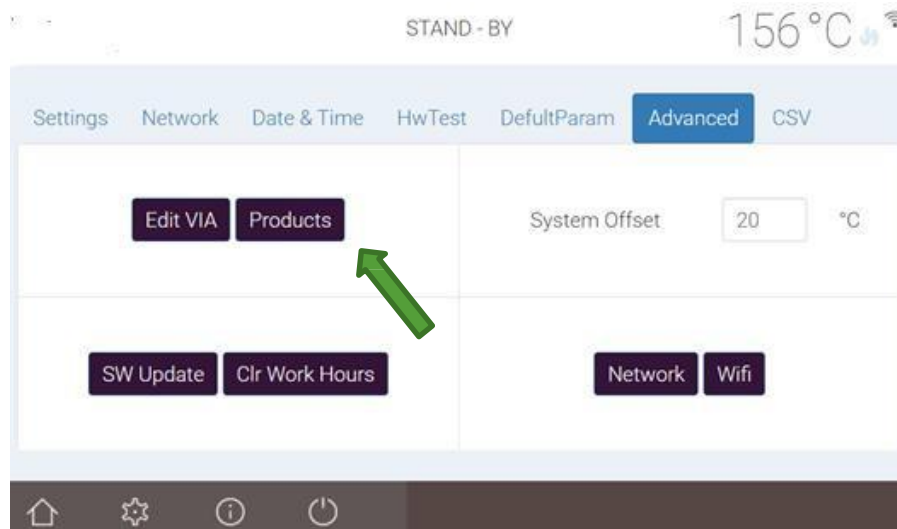 STAND - BY 156°C
Settings Network Date & Time HwTest DefultParam Advanced CSV
Edit VIA Products System Offset 20 °C
SW Update Clr Work Hours Network Wifi